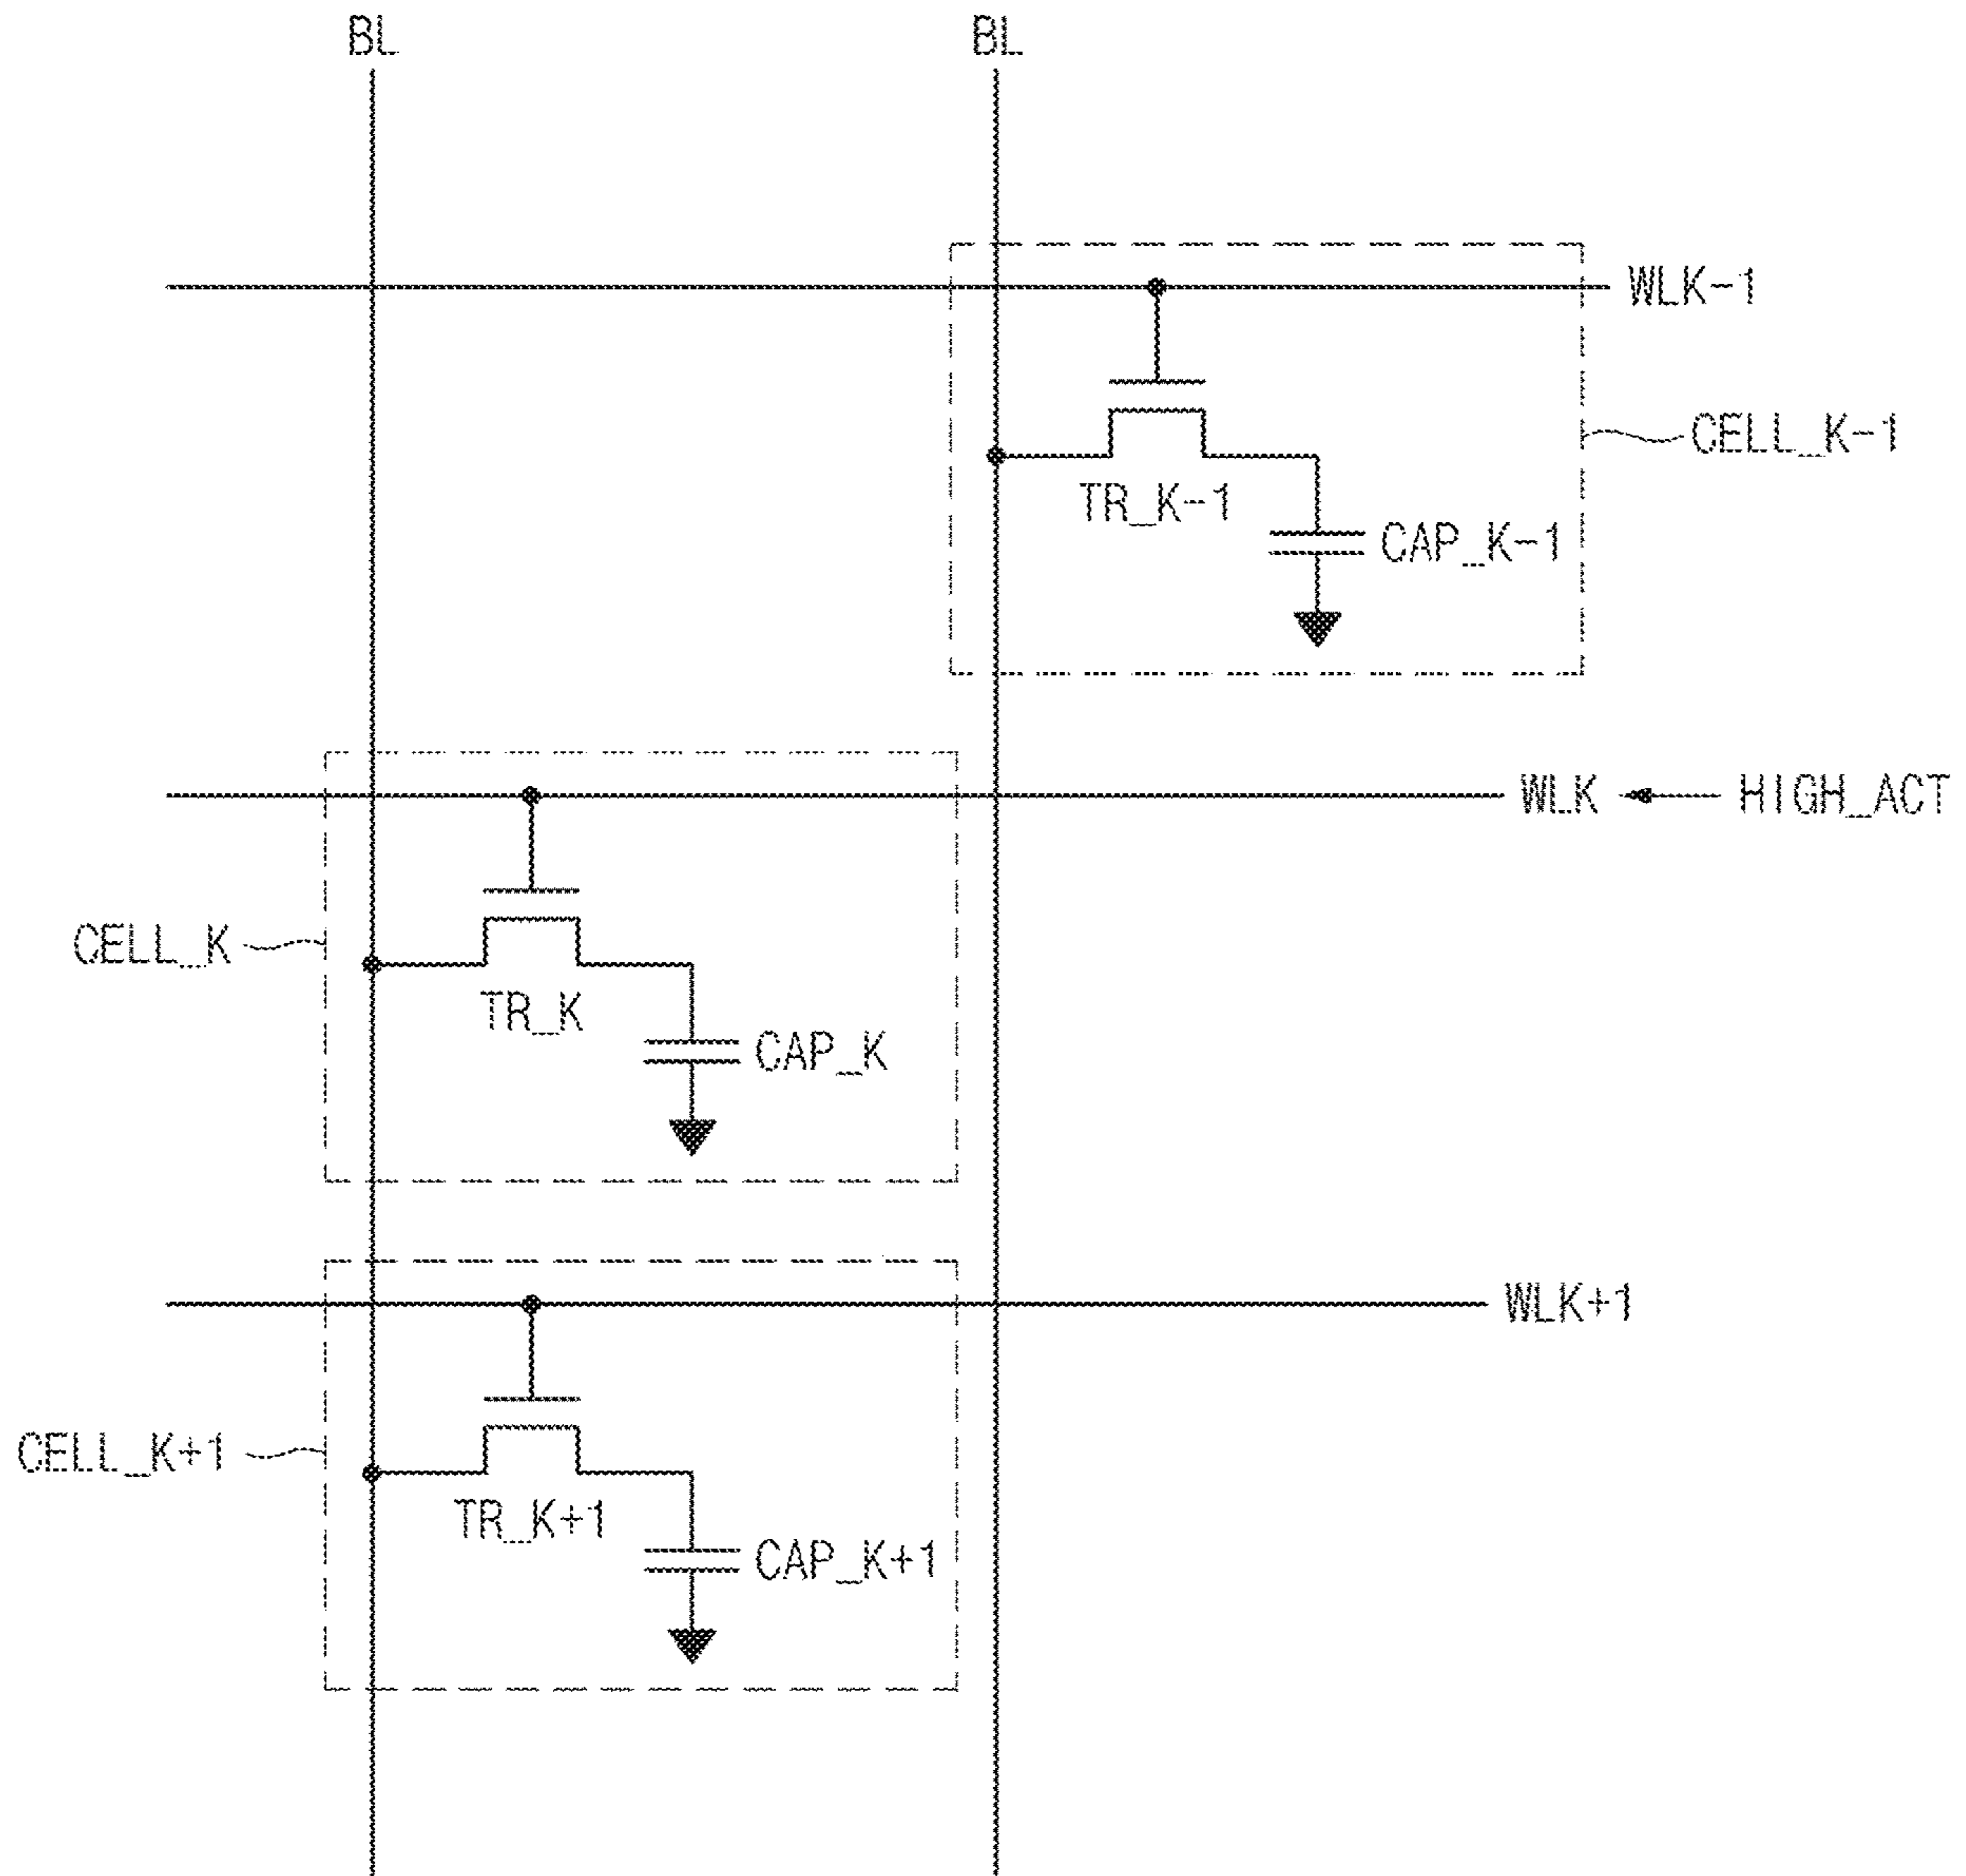 BL
BL
WLK-1
CELL_K-1
TR_K-1
CAP_K-1
WLK
HIGH_ACT
CELL_K
TR_K
CAP_K
WLK+1
CELL_K+1
TR_K+1
CAP_K+1